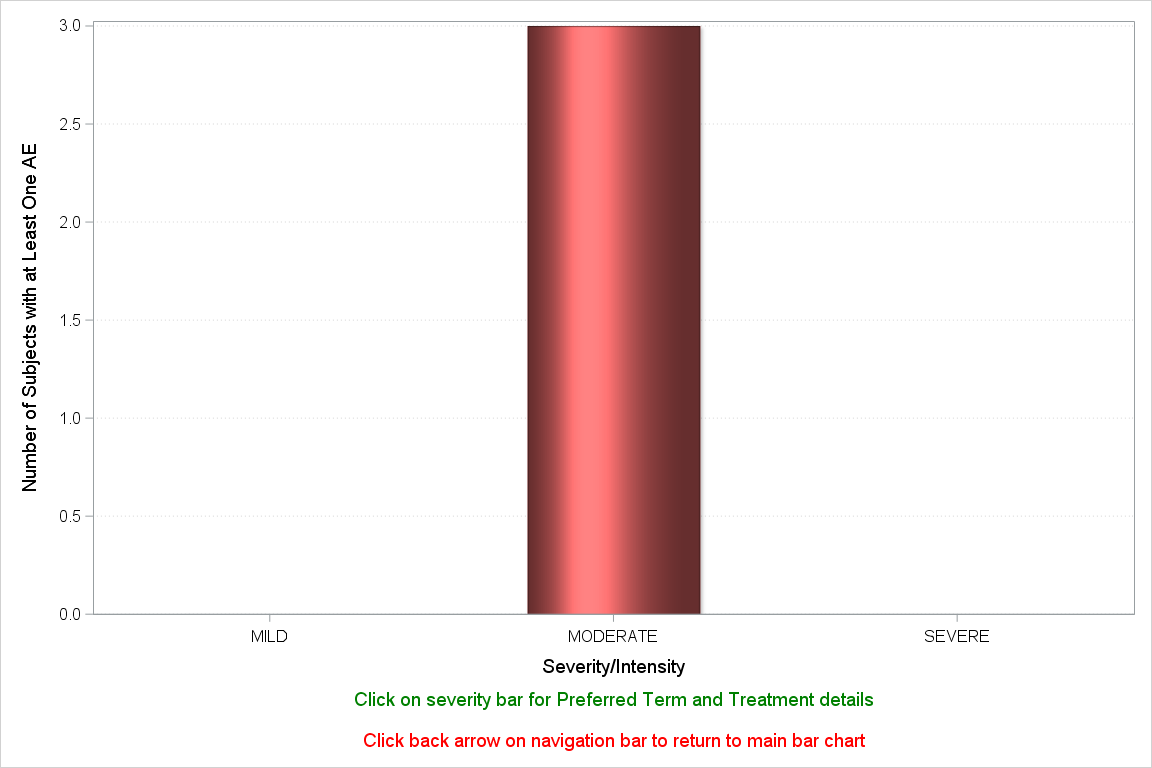 3.0
2.5
2.0
1.5
1.0
0.5
0.0
Number of Subjects with at Least One AE
MILD MODERATE SEVERE
Severity/Intensity
Click on severity bar for Preferred Term and Treatment details
Click back arrow on navigation bar to return to main bar chart